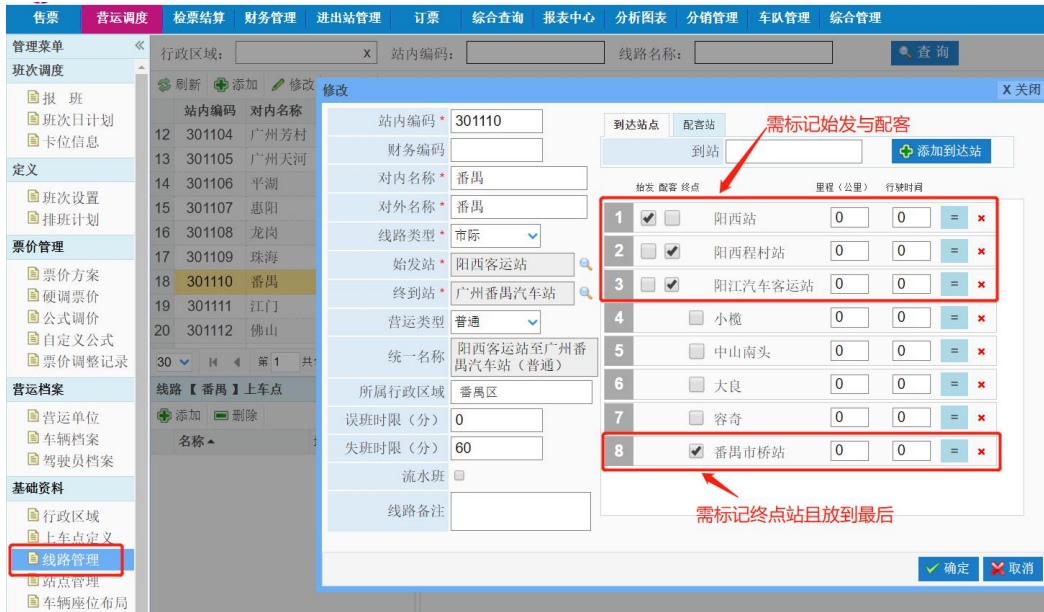 售票 营运调度 检票结算 财务管理 进出站管理 订票 综合查询 报表中心 分析图表 分销管理 车队管理 综合管理
管理菜单 «
班次调度
报 班
班次日计划
卡位信息
定义
班次设置
排班计划
票价管理
票价方案
硬调票价
公式调价
自定义公式
票价调整记录
营运档案
营运单位
车辆档案
驾驶员档案
基础资料
行政区域
上车点定义
线路管理
站点管理
车辆座位布局
行政区域: X 站内编码: 线路名称: 查询
刷新 添加 修改
站内编码 对内名称
12 301104 广州芳村
13 301105 广州天河
14 301106 平湖
15 301107 惠阳
16 301108 龙岗
17 301109 珠海
18 301110 番禺
19 301111 江门
20 301112 佛山
30 第 1
线路【 番禺 】上车点
添加 删除
名称
修改 X 关闭
站内编码 * 301110
财务编码
对内名称 * 番禺
对外名称 * 番禺
线路类型 * 市际
始发站 * 阳西客运站
终到站 * 广州番禺汽车站
营运类型 普通
统一名称 阳西客运站至广州番
禺汽车站（普通）
所属行政区域 番禺区
误班时限（分） 0
失班时限（分） 60
流水班
线路备注
到达站点 配客站
需标记始发与配客
到站 添加到达站
始发 配客 终点 里程（公里） 行驶时间
1 阳西站 0 0 = ×
2 阳西程村站 0 0 = ×
3 阳江汽车客运站 0 0 = ×
4 小榄 0 0 = ×
5 中山南头 0 0 = ×
6 大良 0 0 = ×
7 容奇 0 0 = ×
8 番禺市桥站 0 0 = ×
需标记终点站且放到最后
确定 取消